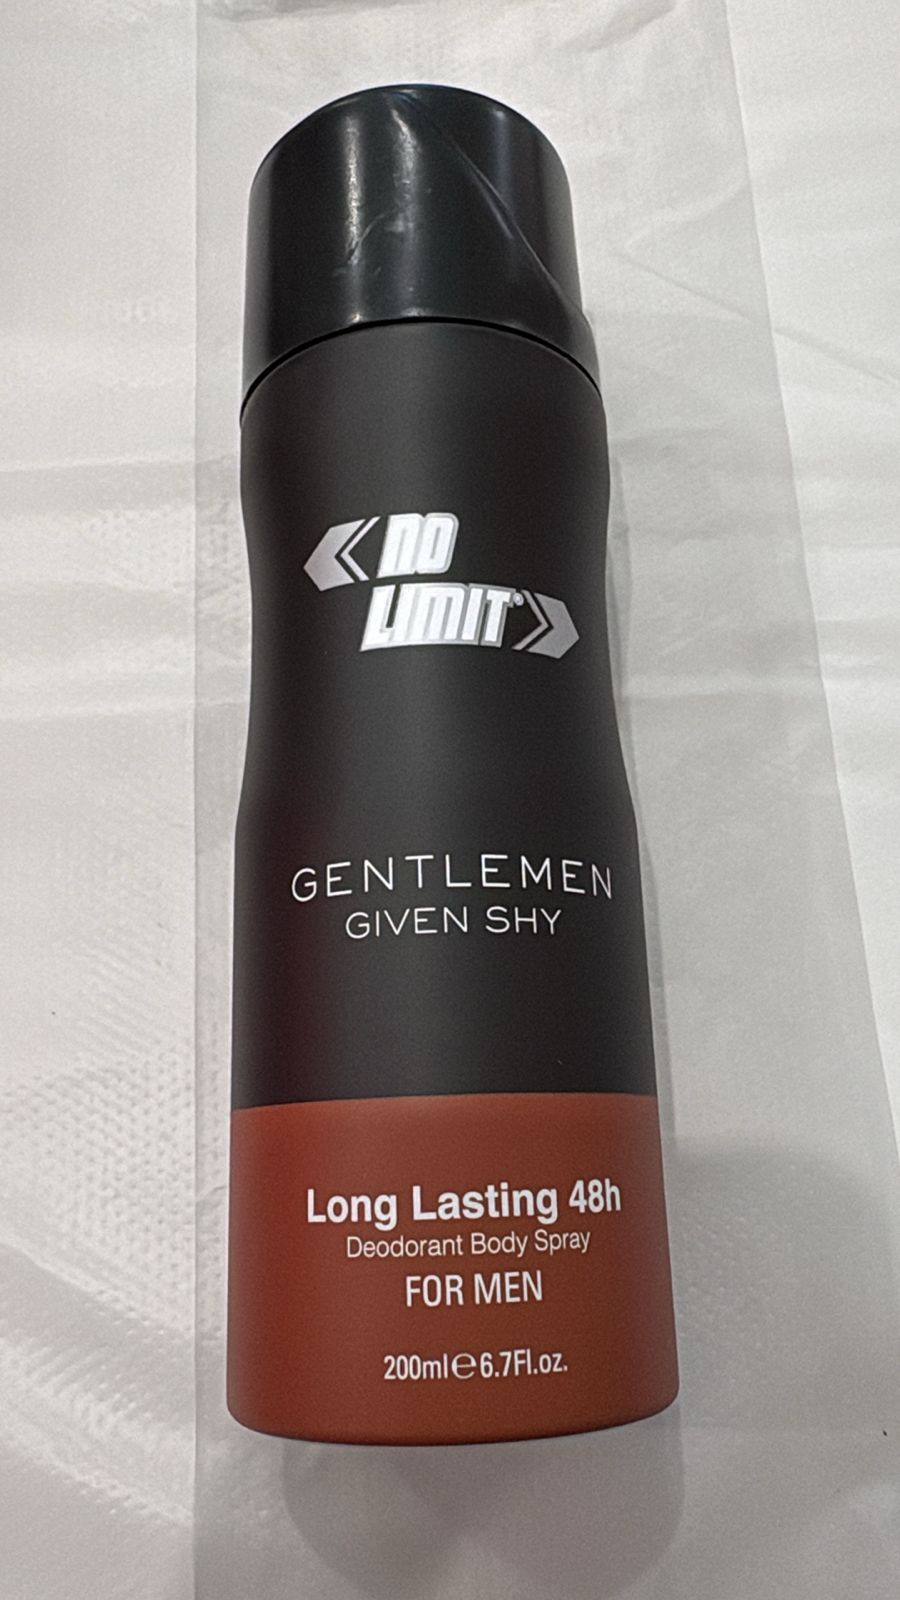 NO
LIMIT®
GENTLEMEN
GIVEN SHY
Long Lasting 48h
Deodorant Body Spray
FOR MEN
200ml℮6.7Fl.oz.